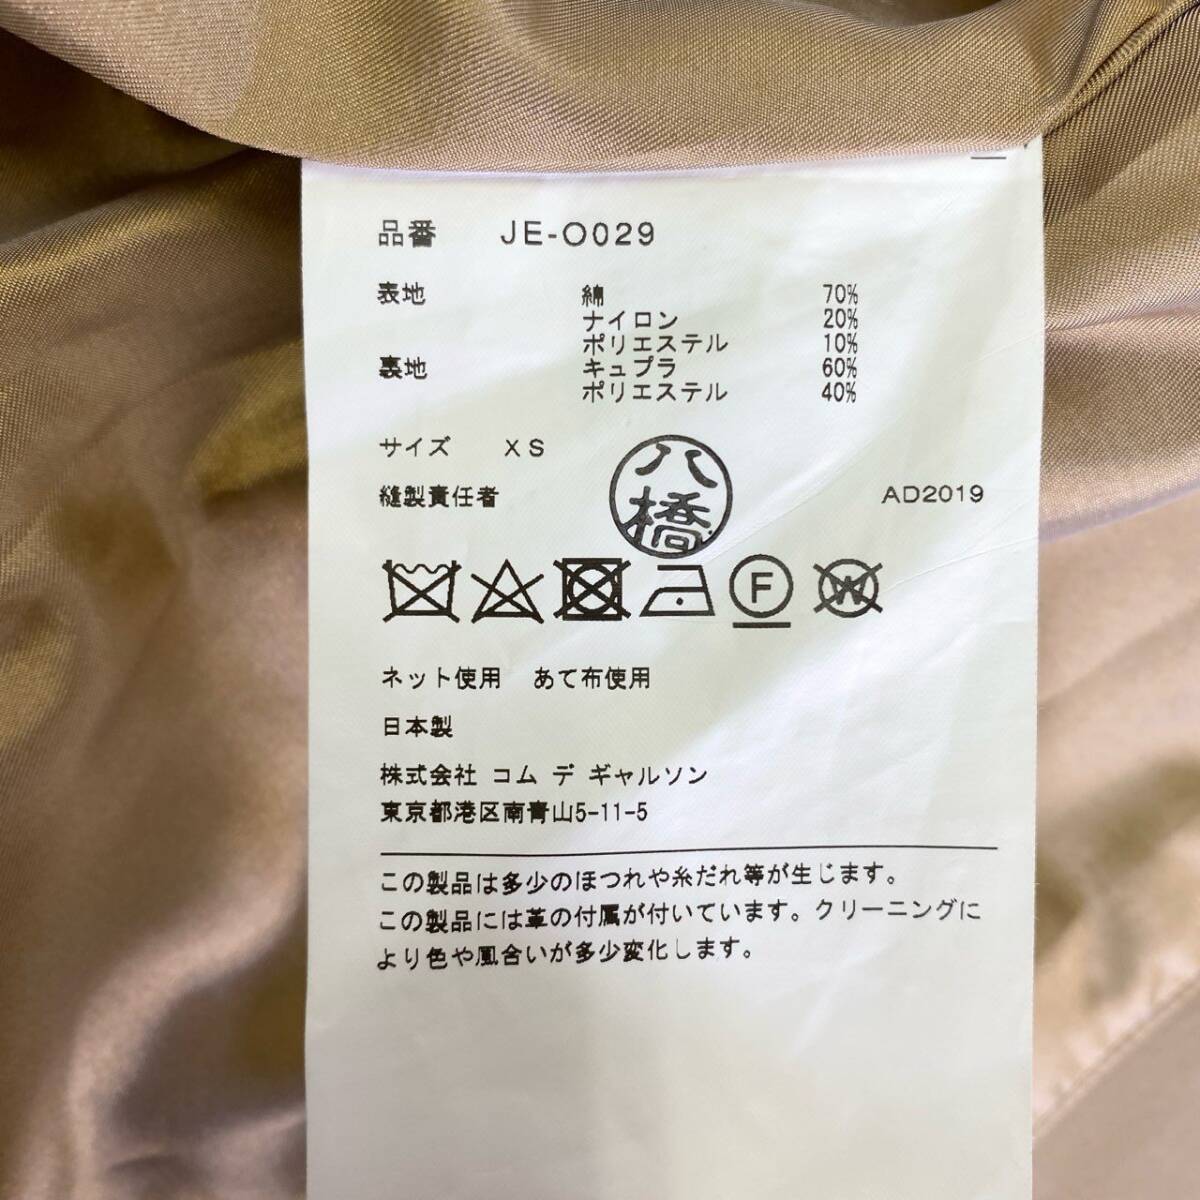 品番 JE-O029
表地 綿 70%
ナイロン 20%
ポリエステル 10%
裏地 キュプラ 60%
ポリエステル 40%
サイズ XS
八橋
縫製責任者 AD2019
F W
ネット使用 あて布使用
日本製
株式会社 コム デ ギャルソン
東京都港区南青山5-11-5
この製品は多少のほつれや糸だれ等が生じます。
この製品には革の付属が付いています。クリーニングに
より色や風合いが多少変化します。